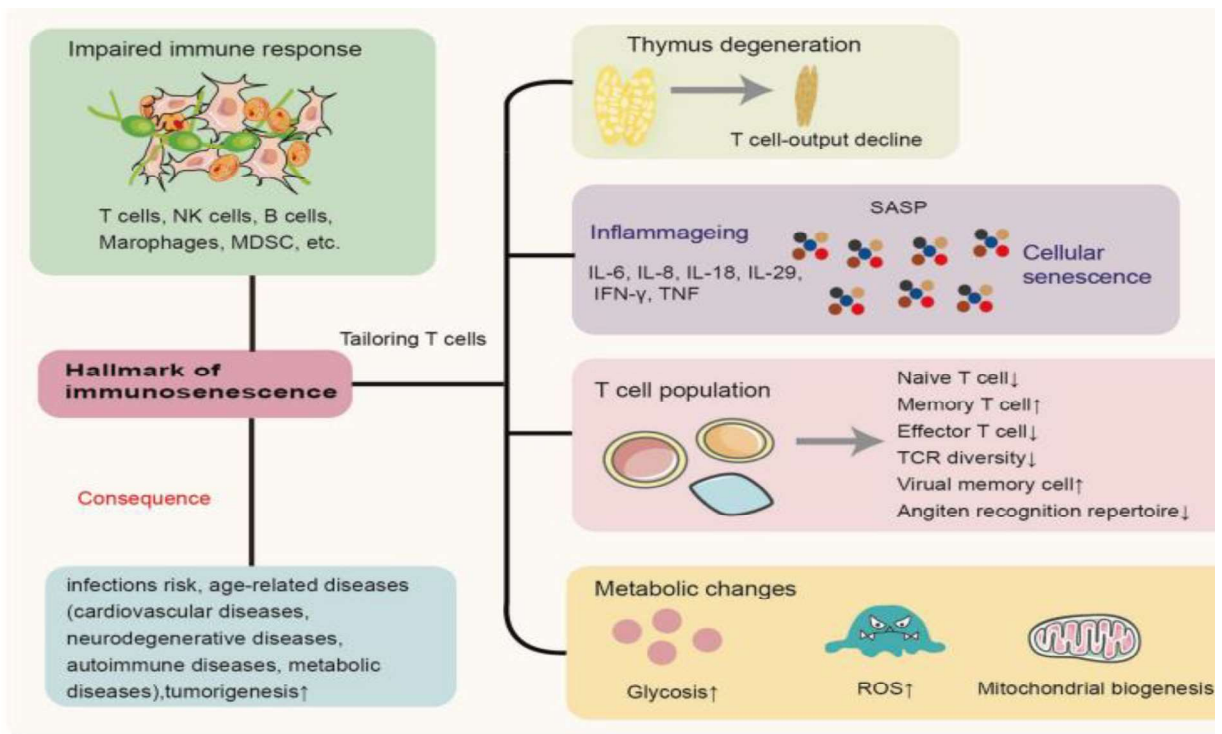 Impaired immune response
T cells, NK cells, B cells,
Marophages, MDSC, etc.
Hallmark of
immunosenescence
Tailoring T cells
Consequence
infections risk, age-related diseases
(cardiovascular diseases,
neurodegenerative diseases,
autoimmune diseases, metabolic
diseases),tumorigenesis↑
Thymus degeneration
T cell-output decline
SASP
Inflammageing
IL-6, IL-8, IL-18, IL-29,
IFN-γ, TNF
Cellular
senescence
T cell population
Naive T cell↓
Memory T cell↑
Effector T cell↓
TCR diversity↓
Virual memory cell↑
Angiten recognition repertoire↓
Metabolic changes
Glycosis↑
ROS↑
Mitochondrial biogenesis